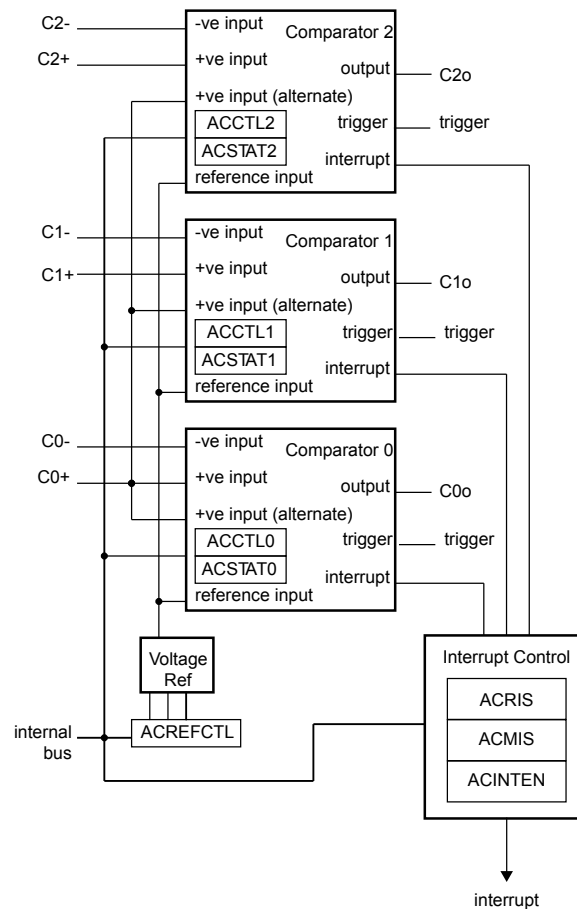 C2-
-ve input
Comparator 2
C2+
+ve input
output
C2o
+ve input (alternate)
ACCTL2
trigger
trigger
ACSTAT2
interrupt
reference input
C1-
-ve input
Comparator 1
C1+
+ve input
output
C1o
+ve input (alternate)
ACCTL1
trigger
trigger
ACSTAT1
interrupt
reference input
C0-
-ve input
Comparator 0
C0+
+ve input
output
C0o
+ve input (alternate)
ACCTL0
trigger
trigger
ACSTAT0
interrupt
reference input
Voltage
Ref
Interrupt Control
ACRIS
internal
bus
ACREFCTL
ACMIS
ACINTEN
interrupt